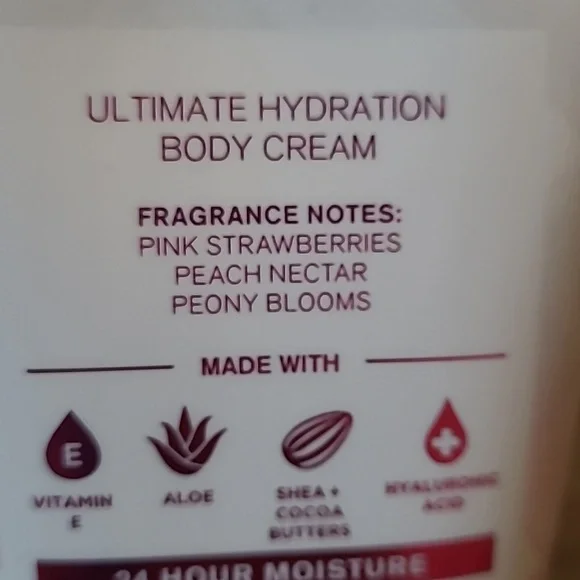 ULTIMATE HYDRATION
BODY CREAM
FRAGRANCE NOTES:
PINK STRAWBERRIES
PEACH NECTAR
PEONY BLOOMS
MADE WITH
E
VITAMIN
E
ALOE
SHEA +
COCOA
BUTTERS
HYALURONIC
ACID
24 HOUR MOISTURE